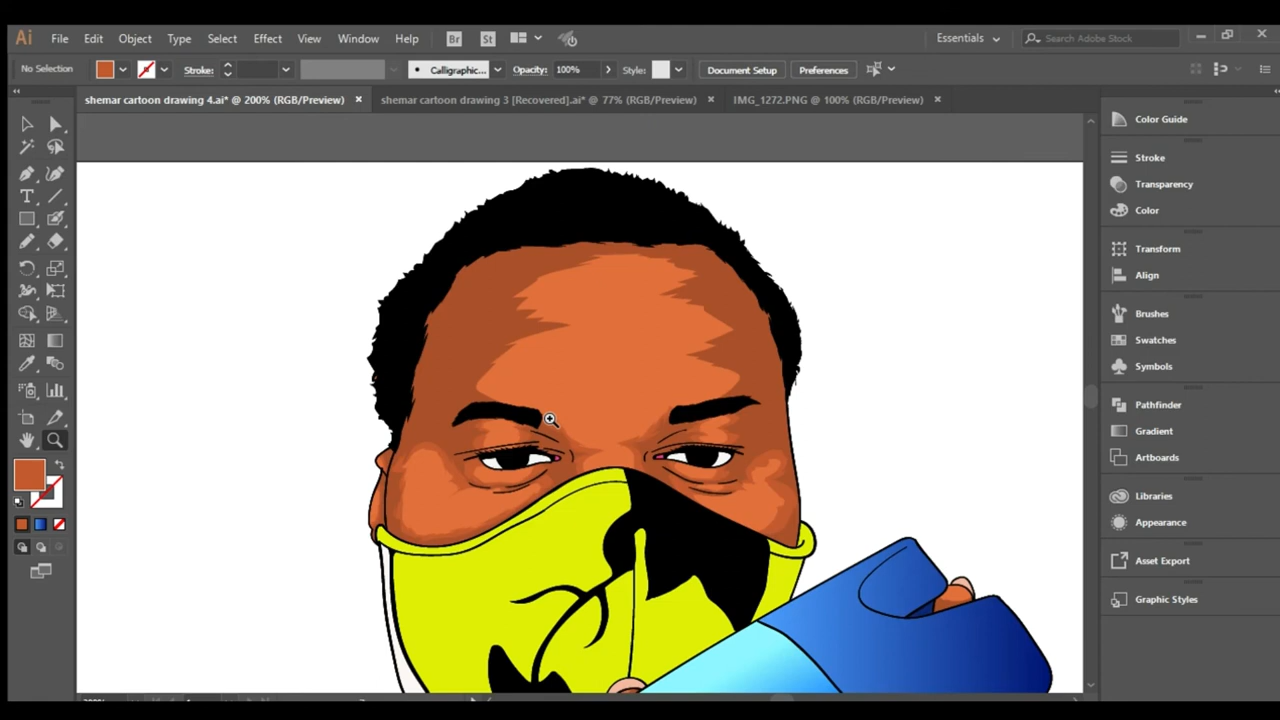 Ai File Edit Object Type Select Effect View Window Help Br St Essentials Search Adobe Stock
No Selection Stroke: Calligraphic... Opacity: 100% Style: Document Setup Preferences
shemar cartoon drawing 4.ai* @ 200% (RGB/Preview) × shemar cartoon drawing 3 [Recovered].ai* @ 77% (RGB/Preview) × IMG_1272.PNG @ 100% (RGB/Preview) ×
Color Guide
Stroke
Transparency
Color
Transform
Align
Brushes
Swatches
Symbols
Pathfinder
Gradient
Artboards
Libraries
Appearance
Asset Export
Graphic Styles